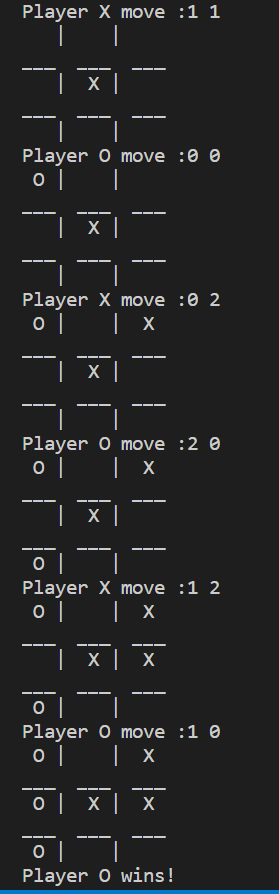 Player X move :1 1
   |    |
___  ___  ___
   |  X |
___  ___  ___
   |    |
Player O move :0 0
 O |    |
___  ___  ___
   |  X |
___  ___  ___
   |    |
Player X move :0 2
 O |    |  X
___  ___  ___
   |  X |
___  ___  ___
   |    |
Player O move :2 0
 O |    |  X
___  ___  ___
   |  X |
___  ___  ___
 O |    |
Player X move :1 2
 O |    |  X
___  ___  ___
   |  X |  X
___  ___  ___
 O |    |
Player O move :1 0
 O |    |  X
___  ___  ___
 O |  X |  X
___  ___  ___
 O |    |
Player O wins!